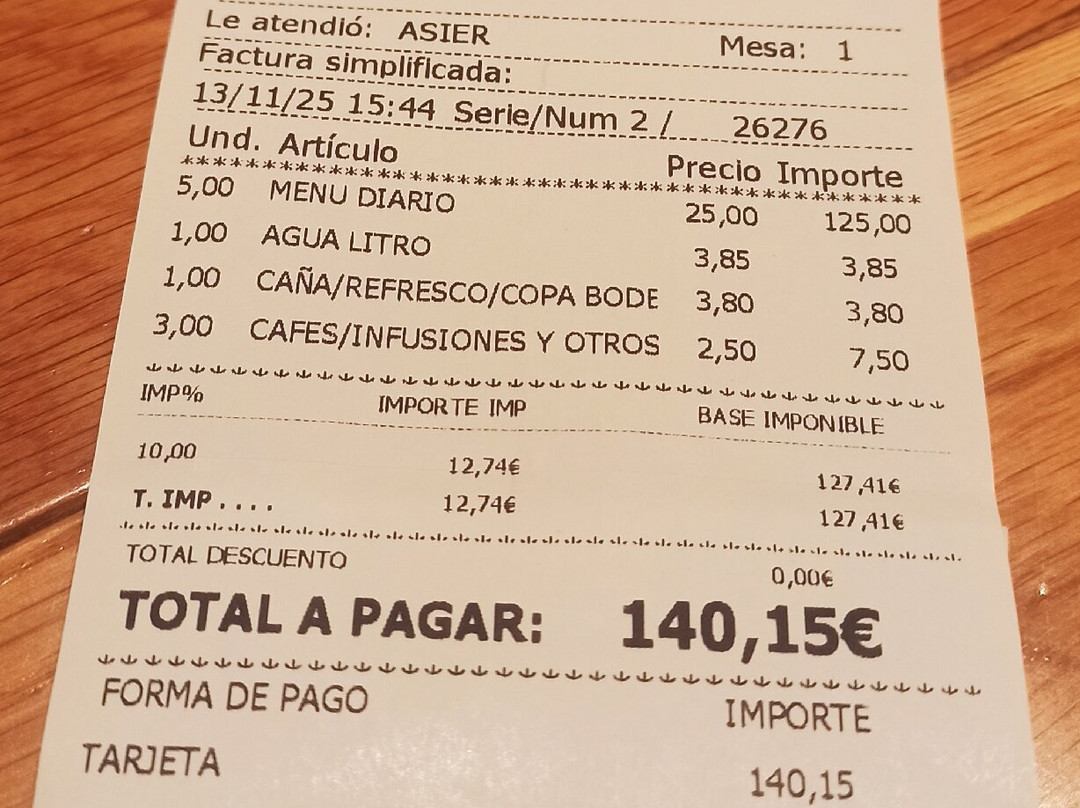 Le atendió: ASIER Mesa: 1
Factura simplificada:
13/11/25 15:44 Serie/Num 2 / 26276
Und. Artículo Precio Importe
5,00 MENU DIARIO 25,00 125,00
1,00 AGUA LITRO 3,85 3,85
1,00 CAÑA/REFRESCO/COPA BODE 3,80 3,80
3,00 CAFES/INFUSIONES Y OTROS 2,50 7,50
IMP% IMPORTE IMP BASE IMPONIBLE
10,00 12,74€ 127,41€
T. IMP . . . . 12,74€ 127,41€
TOTAL DESCUENTO 0,00€
TOTAL A PAGAR: 140,15€
FORMA DE PAGO IMPORTE
TARJETA 140,15